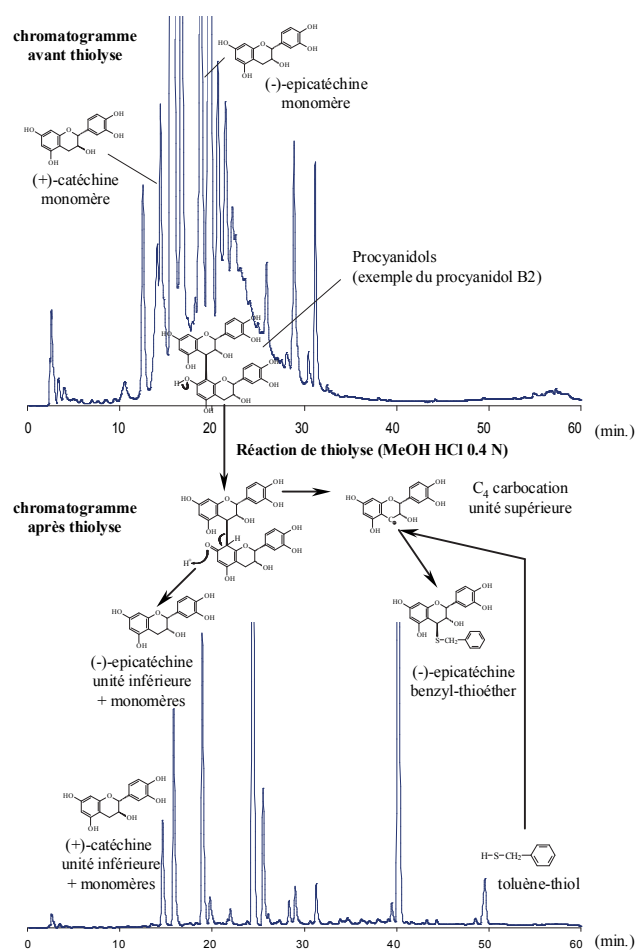 chromatogramme
avant thiolyse
(-)-epicatéchine
monomère
(+)-catéchine
monomère
Procyanidols
(exemple du procyanidol B2)
0
10
20
30
40
50
60
(min.)
Réaction de thiolyse (MeOH HCl 0.4 N)
chromatogramme
après thiolyse
C4 carbocation
unité supérieure
(-)-epicatéchine
unité inférieure
+ monomères
(-)-epicatéchine
benzyl-thioéther
(+)-catéchine
unité inférieure
+ monomères
H-S-CH2
toluène-thiol
0
10
20
30
40
50
60
(min.)